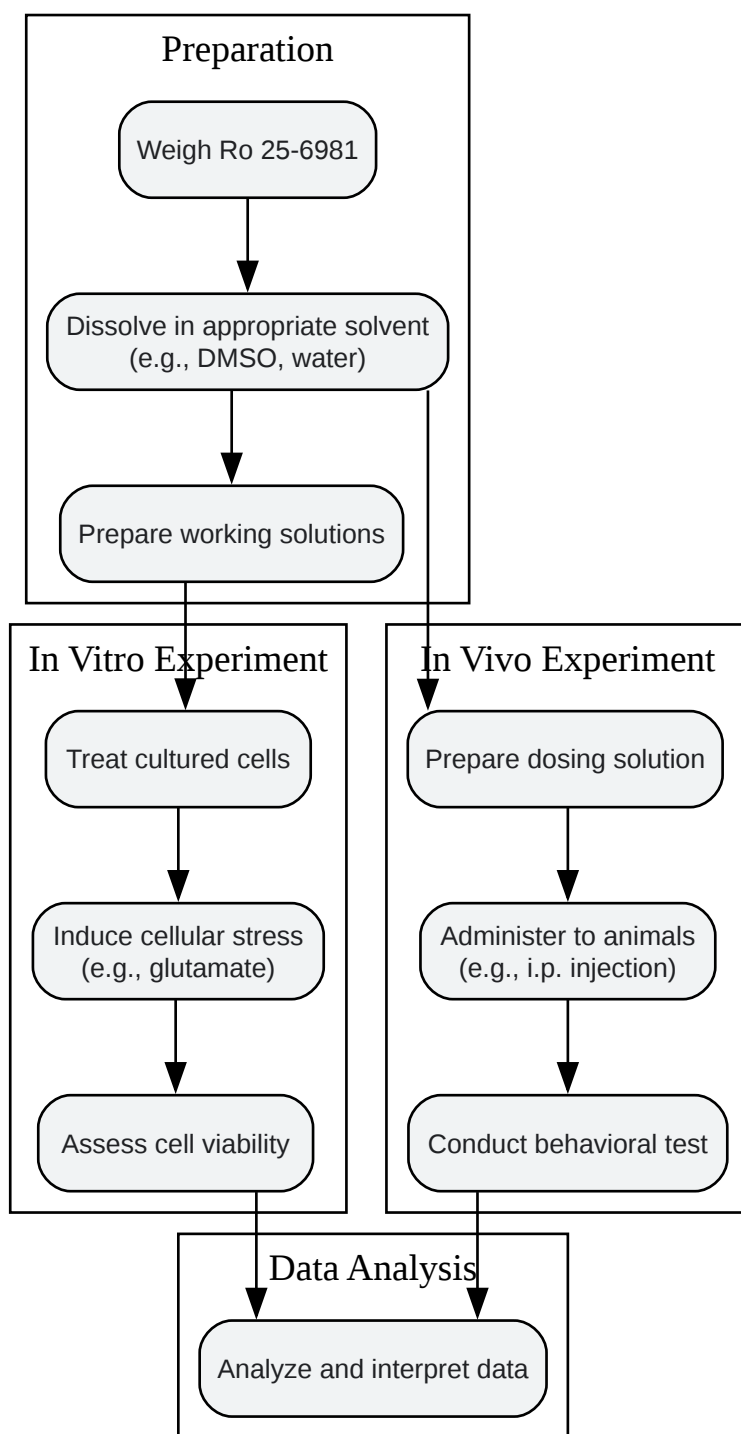 Preparation
Weigh Ro 25-6981
Dissolve in appropriate solvent
(e.g., DMSO, water)
Prepare working solutions
In Vitro Experiment
Treat cultured cells
Induce cellular stress
(e.g., glutamate)
Assess cell viability
In Vivo Experiment
Prepare dosing solution
Administer to animals
(e.g., i.p. injection)
Conduct behavioral test
Data Analysis
Analyze and interpret data